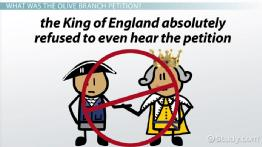 WHAT WAS THE OLIVE BRANCH PETITION?
the King of England absolutely
refused to even hear the petition
Study.com